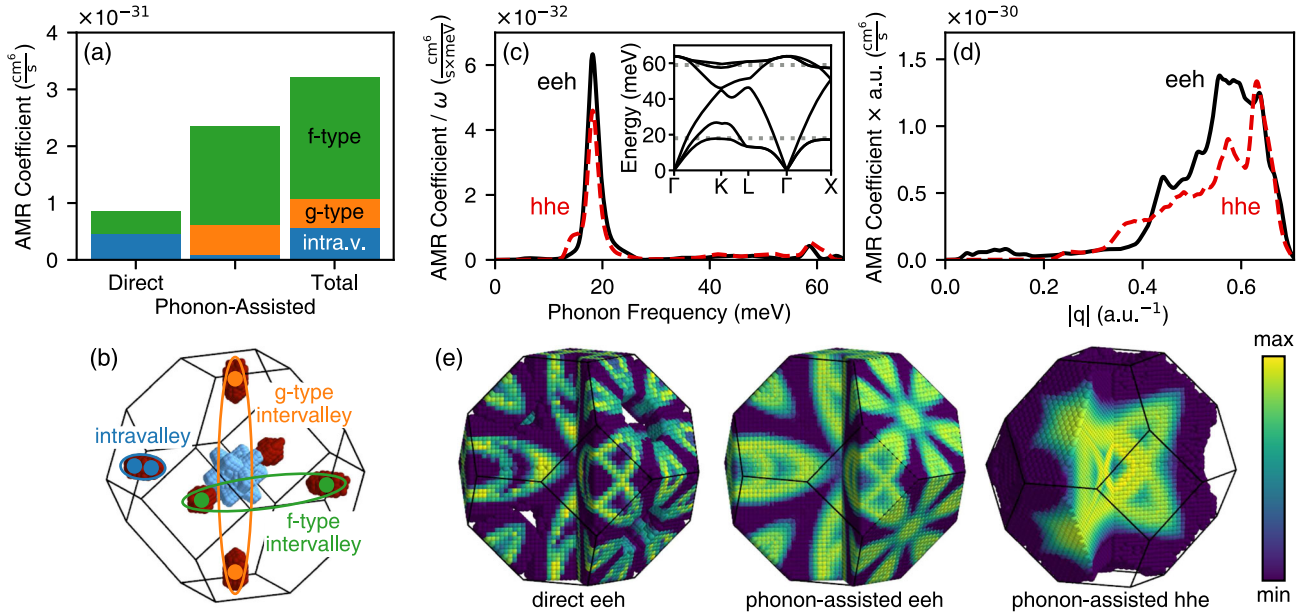 ×10⁻³¹
(a)
AMR Coefficient (cm⁶/s)
4
3
2
1
0
f-type
g-type
intra.v.
Direct
Total
Phonon-Assisted
×10⁻³²
(c)
AMR Coefficient / ω (cm⁶/s×meV)
6
4
2
0
eeh
hhe
0
20
40
60
Phonon Frequency (meV)
Energy (meV)
60
40
20
0
Γ
K
L
Γ
X
×10⁻³⁰
(d)
AMR Coefficient × a.u. (cm⁶/s)
1.5
1.0
0.5
0.0
eeh
hhe
0.0
0.2
0.4
0.6
|q| (a.u.⁻¹)
(b)
g-type
intervalley
intravalley
f-type
intervalley
(e)
direct eeh
phonon-assisted eeh
phonon-assisted hhe
max
min